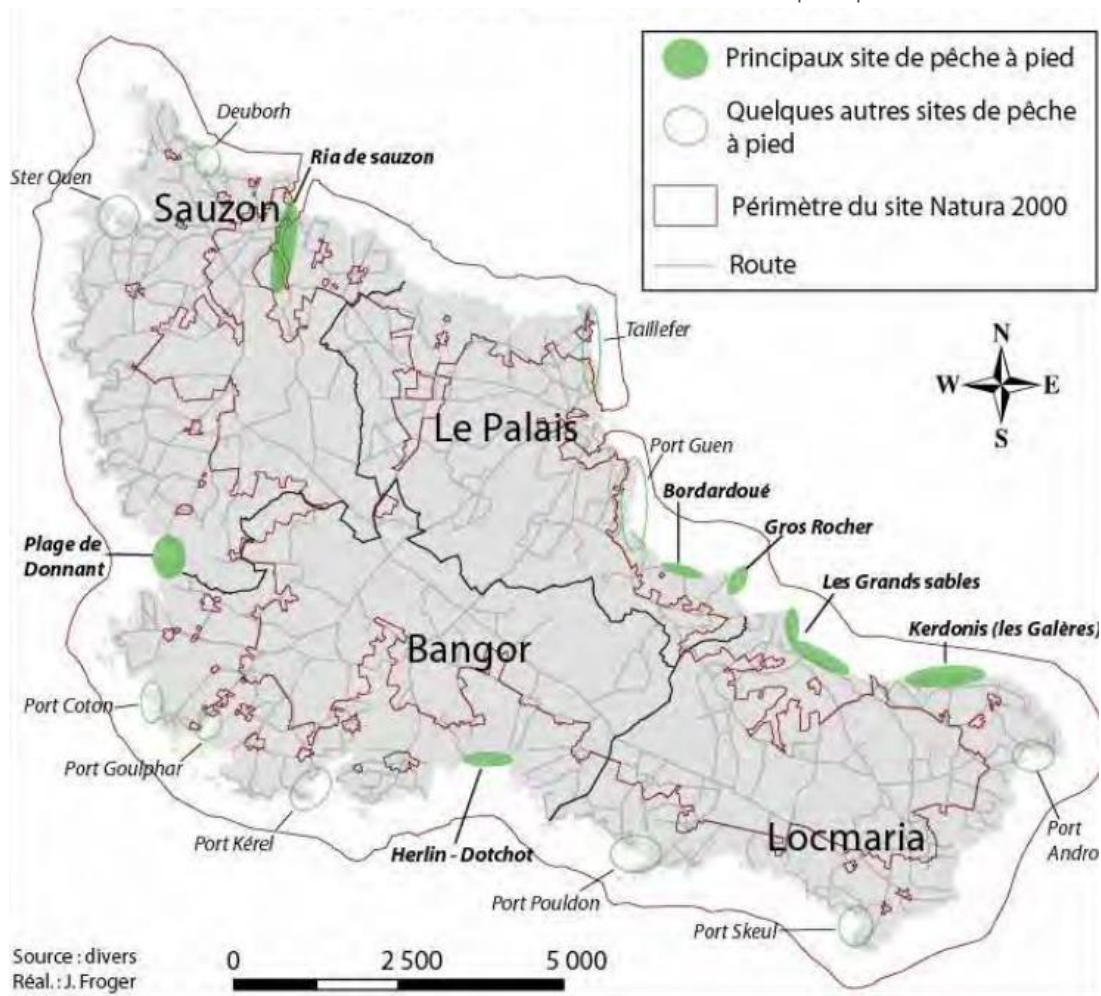 Principaux site de pêche à pied
Quelques autres sites de pêche
à pied
Périmètre du site Natura 2000
Route
Deuborh
Ria de sauzon
Ster Ouen
Sauzon
Taillefer
N
W E
S
Le Palais
Port Guen
Bordardoué
Gros Rocher
Plage de
Donnant
Les Grands sables
Kerdonis (les Galères)
Bangor
Port Coton
Port Goulphar
Port Kérel
Herlin - Dotchot
Locmaria
Port
Andro
Port Pouldon
Port Skeul
Source : divers
Réal. : J. Froger
0 2 500 5 000